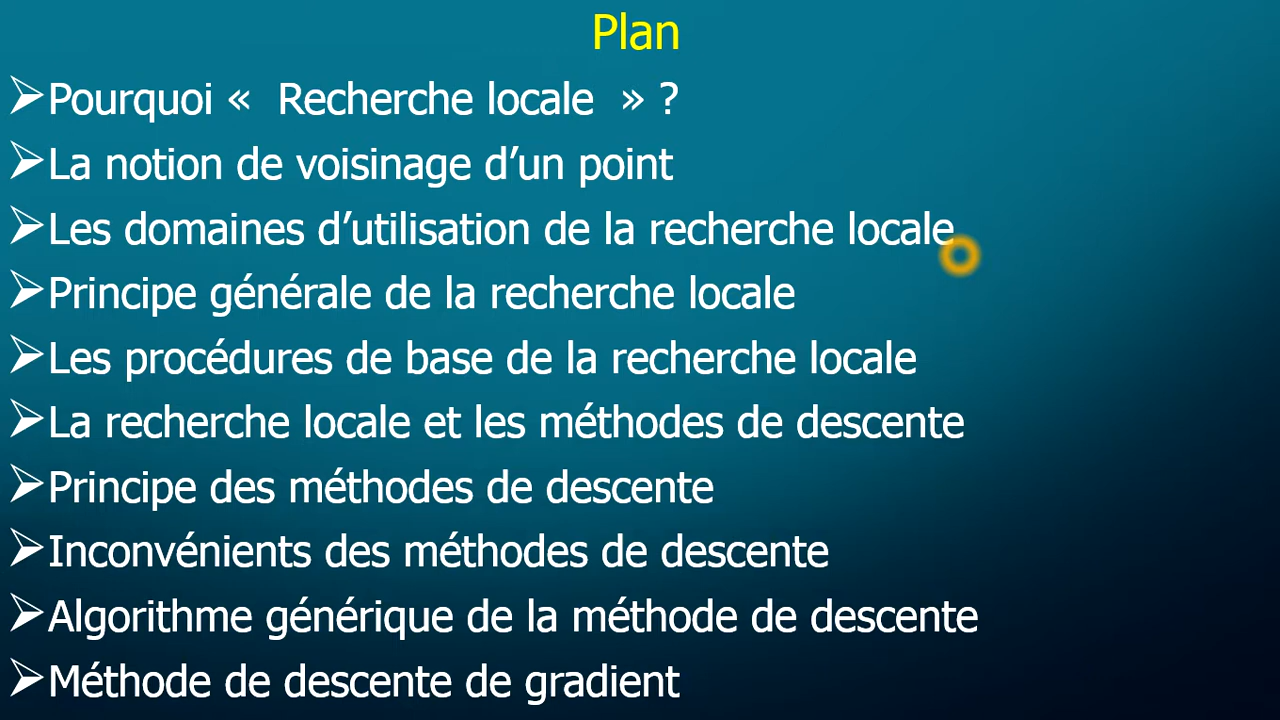 Plan
Pourquoi «  Recherche locale  » ?
La notion de voisinage d’un point
Les domaines d’utilisation de la recherche locale
Principe générale de la recherche locale
Les procédures de base de la recherche locale
La recherche locale et les méthodes de descente
Principe des méthodes de descente
Inconvénients des méthodes de descente
Algorithme générique de la méthode de descente
Méthode de descente de gradient